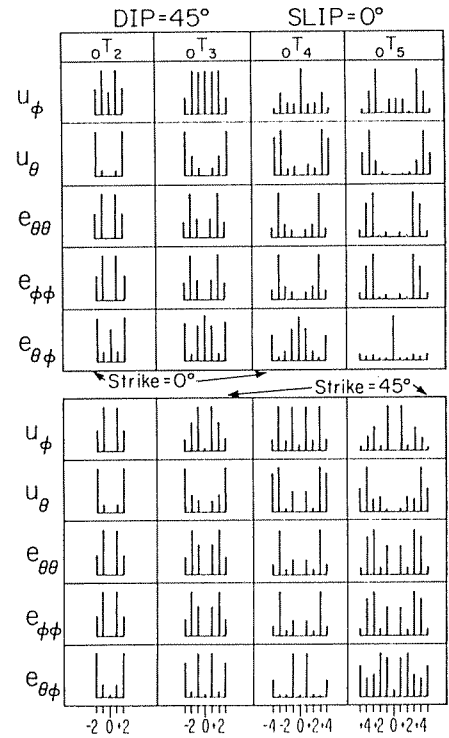 DIP=45° SLIP=0°
₀T₂ ₀T₃ ₀T₄ ₀T₅
uφ
uθ
eθθ
eφφ
eθφ
Strike=0° Strike=45°
uφ
uθ
eθθ
eφφ
eθφ
-2 0 +2 -2 0 +2 -4 -2 0 +2 +4 +4 +2 0 +2 +4